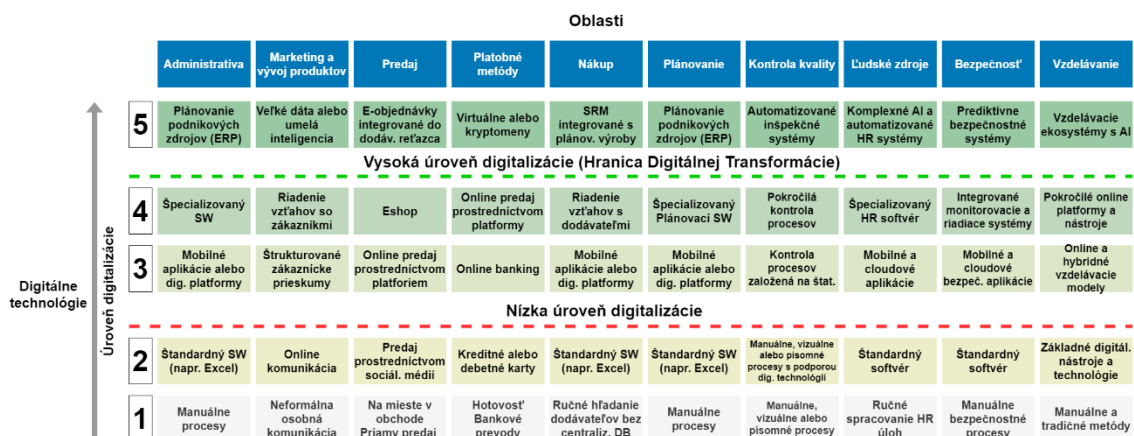 Oblasti
Administratíva
Marketing a
vývoj produktov
Predaj
Platobné
metódy
Nákup
Plánovanie
Kontrola kvality
Ľudské zdroje
Bezpečnosť
Vzdelávanie
5
Plánovanie
podnikových
zdrojov (ERP)
Veľké dáta alebo
umelá
inteligencia
E-objednávky
integrované do
dodáv. reťazca
Virtuálne alebo
kryptomeny
SRM
integrované s
plánov. výroby
Plánovanie
podnikových
zdrojov (ERP)
Automatizované
inšpekčné
systémy
Komplexné AI a
automatizované
HR systémy
Prediktívne
bezpečnostné
systémy
Vzdelávacie
ekosystémy s AI
Vysoká úroveň digitalizácie (Hranica Digitálnej Transformácie)
4
Špecializovaný
SW
Riadenie
vzťahov so
zákazníkmi
Eshop
Online predaj
prostredníctvom
platformy
Riadenie
vzťahov s
dodávateľmi
Špecializovaný
Plánovací SW
Pokročilá
kontrola
procesov
Špecializovaný
HR softvér
Integrované
monitorovacie a
riadiace systémy
Pokročilé online
platformy a
nástroje
3
Mobilné
aplikácie alebo
dig. platformy
Štrukturované
zákaznícke
prieskumy
Online predaj
prostredníctvom
platforiem
Online banking
Mobilné
aplikácie alebo
dig. platformy
Mobilné
aplikácie alebo
dig. platformy
Kontrola
procesov
založená na štat.
Mobilné a
cloudové
aplikácie
Mobilné a
cloudové
bezpeč. aplikácie
Online a
hybridné
vzdelávacie
modely
Nízka úroveň digitalizácie
2
Štandardný SW
(napr. Excel)
Online
komunikácia
Predaj
prostredníctvom
sociál. médií
Kreditné alebo
debetné karty
Štandardný SW
(napr. Excel)
Štandardný SW
(napr. Excel)
Manuálne, vizuálne
alebo písomné
procesy s podporou
dig. technológií
Štandardný
softvér
Štandardný
softvér
Základné digitál.
nástroje a
technológie
1
Manuálne
procesy
Neformálna
osobná
komunikácia
Na mieste v
obchode
Priamy predaj
Hotovosť
Bankové
prevody
Ručné hľadanie
dodávateľov bez
centraliz. DB
Manuálne
procesy
Manuálne,
vizuálne alebo
písomné procesy
Ručné
spracovanie HR
úloh
Manuálne
bezpečnostné
procesy
Manuálne a
tradičné metódy
Digitálne
technológie
Úroveň digitalizácie